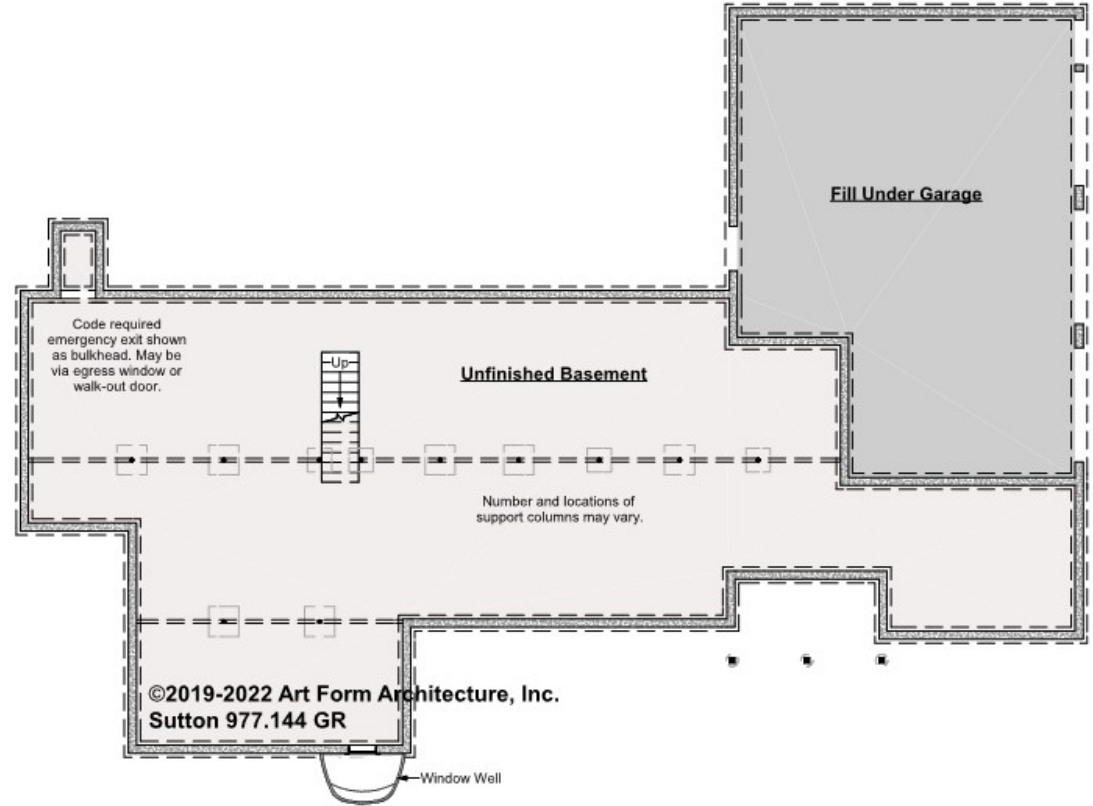 Fill Under Garage
Code required
emergency exit shown
as bulkhead. May be
via egress window or
walk-out door.
Up
Unfinished Basement
Number and locations of
support columns may vary.
©2019-2022 Art Form Architecture, Inc.
Sutton 977.144 GR
Window Well